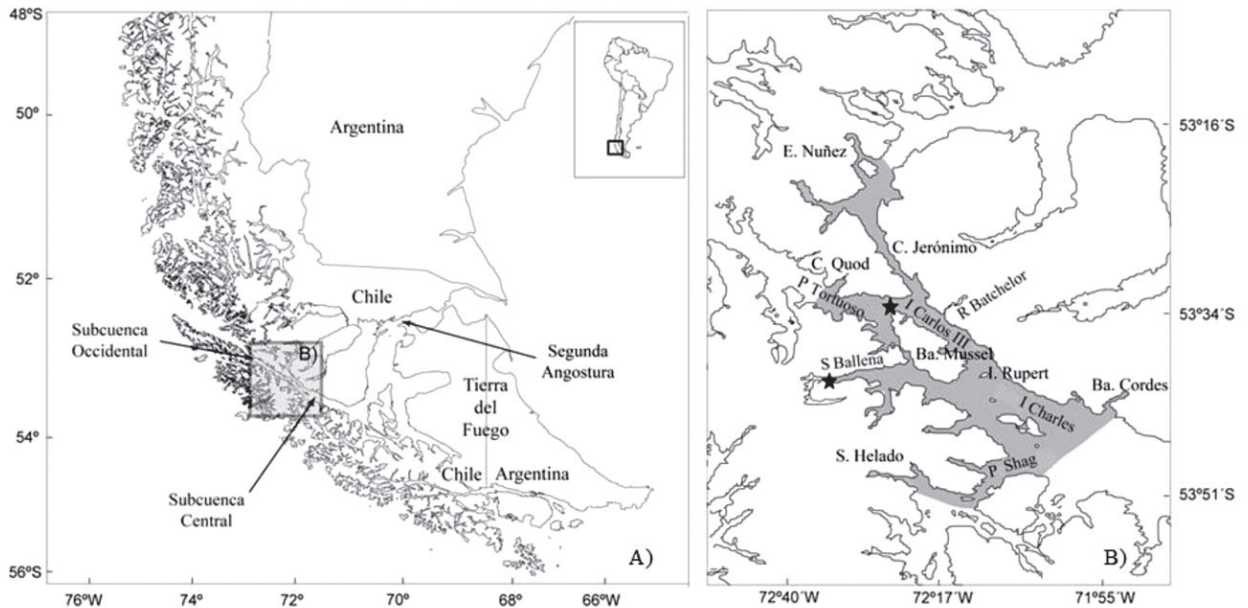 48ºS
50º
52º
54º
56ºS
76ºW
74º
72º
70º
68º
66ºW
Argentina
Chile
Subcuenca
Occidental
B)
Segunda
Angostura
Tierra
del
Fuego
Subcuenca
Central
Chile
Argentina
A)
E. Nuñez
C. Jerónimo
C. Quod
P Tortuoso
I Carlos III
R Batchelor
S Ballena
Ba. Mussel
I. Rupert
Ba. Cordes
I Charles
S. Helado
P Shag
B)
53º16´S
53º34´S
53º51´S
72º40´W
72º17´W
71º55´W